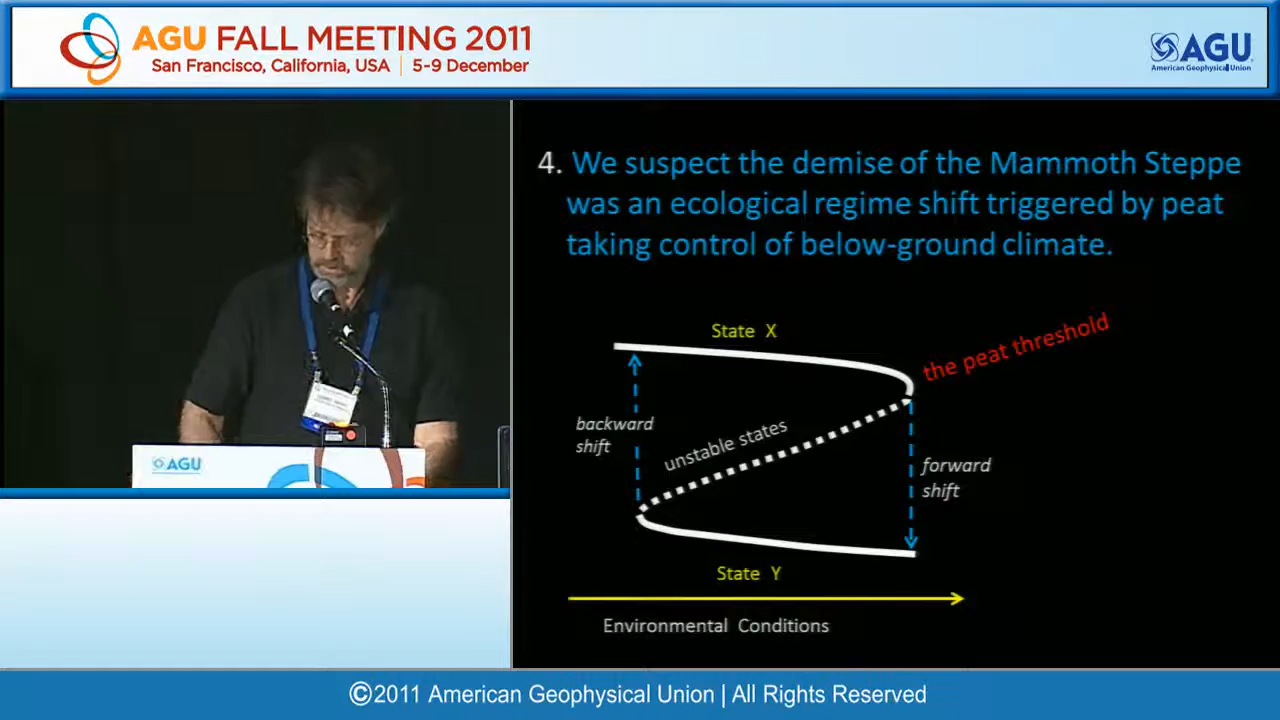 AGU FALL MEETING 2011
San Francisco, California, USA | 5-9 December
AGU
American Geophysical Union
4. We suspect the demise of the Mammoth Steppe
was an ecological regime shift triggered by peat
taking control of below-ground climate.
State X
the peat threshold
backward
shift
unstable states
forward
shift
State Y
Environmental Conditions
AGU
©2011 American Geophysical Union | All Rights Reserved